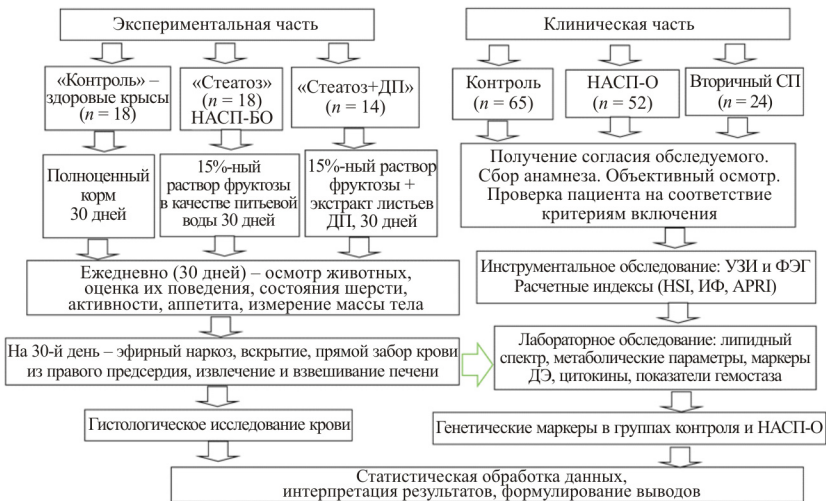 Экспериментальная часть
«Контроль» –
здоровые крысы
(n = 18)
«Стеатоз»
(n = 18)
НАСП-БО
«Стеатоз+ДП»
(n = 14)
Полноценный
корм
30 дней
15%-ный
раствор фруктозы
в качестве питьевой
воды 30 дней
15%-ный раствор
фруктозы +
экстракт листьев
ДП, 30 дней
Ежедневно (30 дней) – осмотр животных,
оценка их поведения, состояния шерсти,
активности, аппетита, измерение массы тела
На 30-й день – эфирный наркоз, вскрытие, прямой забор крови
из правого предсердия, извлечение и взвешивание печени
Гистологическое исследование крови
Клиническая часть
Контроль
(n = 65)
НАСП-О
(n = 52)
Вторичный СП
(n = 24)
Получение согласия обследуемого.
Сбор анамнеза. Объективный осмотр.
Проверка пациента на соответствие
критериям включения
Инструментальное обследование: УЗИ и ФЭГ
Расчетные индексы (HSI, ИФ, APRI)
Лабораторное обследование: липидный
спектр, метаболические параметры, маркеры
ДЭ, цитокины, показатели гемостаза
Генетические маркеры в группах контроля и НАСП-О
Статистическая обработка данных,
интерпретация результатов, формулирование выводов